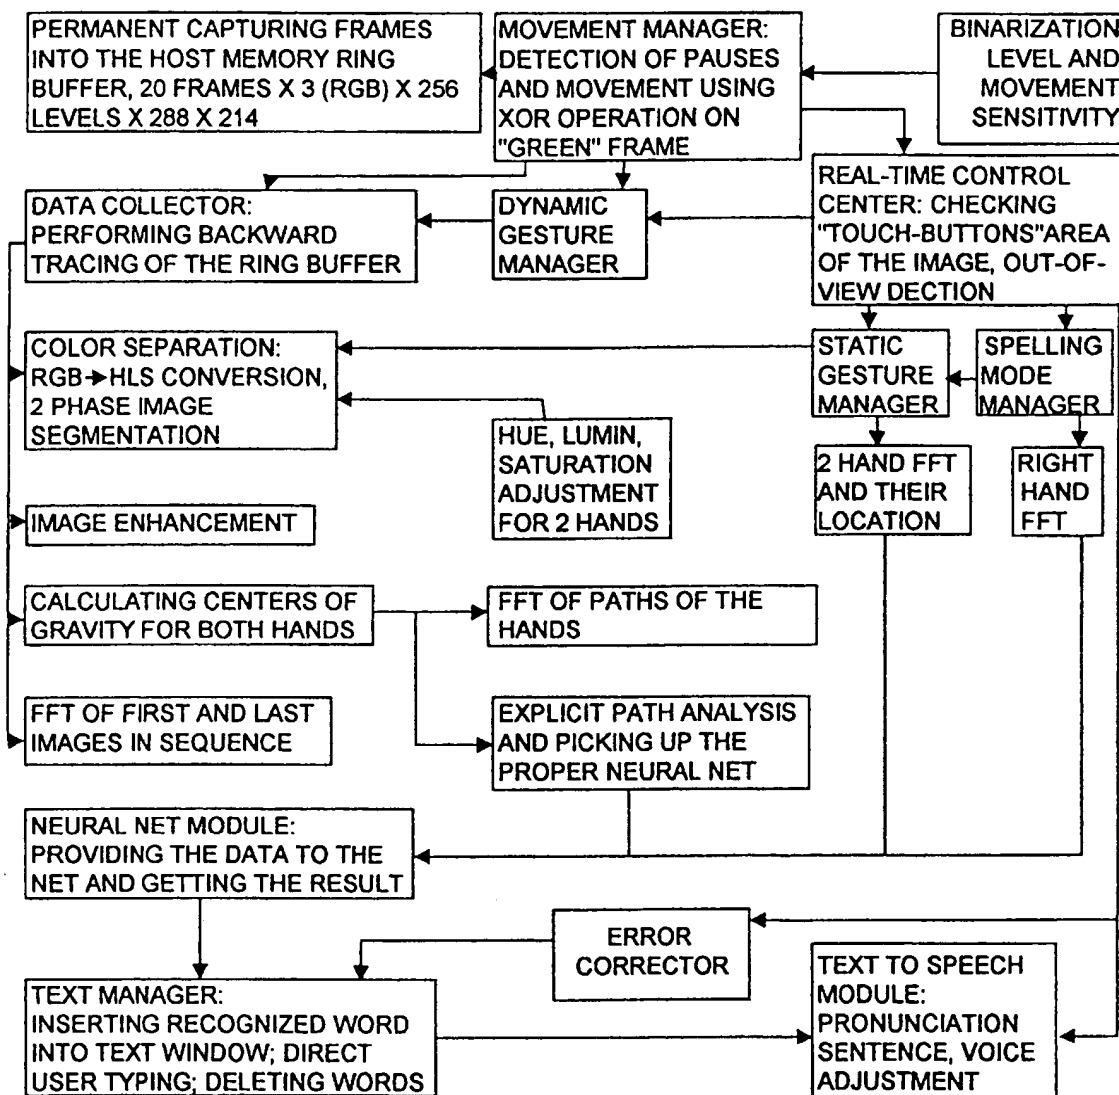 PERMANENT CAPTURING FRAMES
INTO THE HOST MEMORY RING
BUFFER, 20 FRAMES X 3 (RGB) X 256
LEVELS X 288 X 214
MOVEMENT MANAGER:
DETECTION OF PAUSES
AND MOVEMENT USING
XOR OPERATION ON
"GREEN" FRAME
BINARIZATION
LEVEL AND
MOVEMENT
SENSITIVITY
DATA COLLECTOR:
PERFORMING BACKWARD
TRACING OF THE RING BUFFER
DYNAMIC
GESTURE
MANAGER
REAL-TIME CONTROL
CENTER: CHECKING
"TOUCH-BUTTONS"AREA
OF THE IMAGE, OUT-OF-
VIEW DECTION
COLOR SEPARATION:
RGB→HLS CONVERSION,
2 PHASE IMAGE
SEGMENTATION
HUE, LUMIN,
SATURATION
ADJUSTMENT
FOR 2 HANDS
STATIC
GESTURE
MANAGER
SPELLING
MODE
MANAGER
2 HAND FFT
AND THEIR
LOCATION
RIGHT
HAND
FFT
IMAGE ENHANCEMENT
CALCULATING CENTERS OF
GRAVITY FOR BOTH HANDS
FFT OF PATHS OF THE
HANDS
FFT OF FIRST AND LAST
IMAGES IN SEQUENCE
EXPLICIT PATH ANALYSIS
AND PICKING UP THE
PROPER NEURAL NET
NEURAL NET MODULE:
PROVIDING THE DATA TO THE
NET AND GETTING THE RESULT
ERROR
CORRECTOR
TEXT MANAGER:
INSERTING RECOGNIZED WORD
INTO TEXT WINDOW; DIRECT
USER TYPING; DELETING WORDS
TEXT TO SPEECH
MODULE:
PRONUNCIATION
SENTENCE, VOICE
ADJUSTMENT